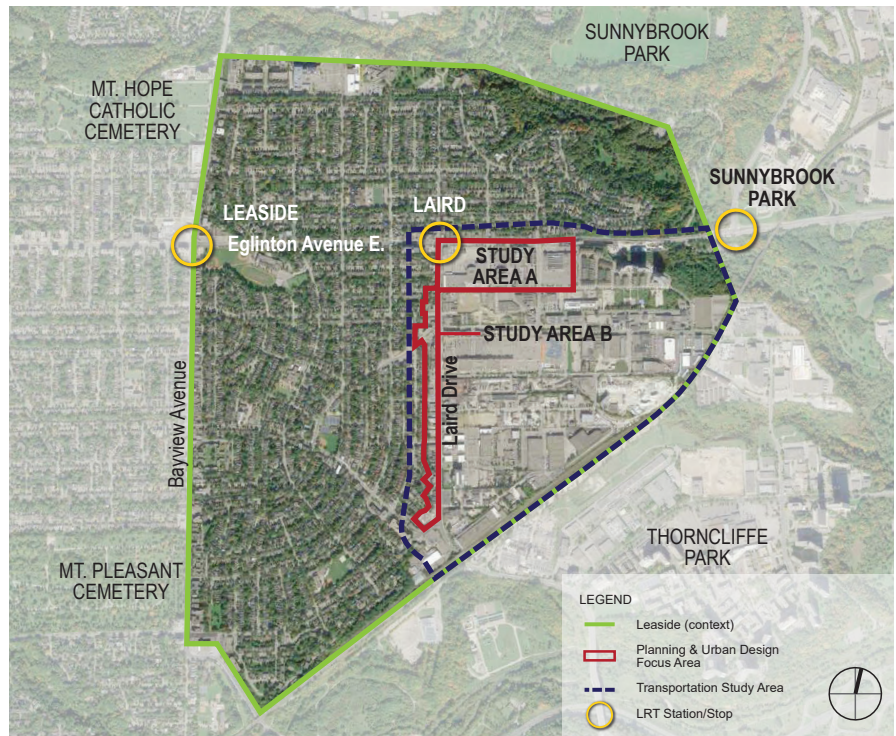 SUNNYBROOK
PARK
MT. HOPE
CATHOLIC
CEMETERY
SUNNYBROOK
PARK
LEASIDE
LAIRD
Eglinton Avenue E.
STUDY
AREA A
STUDY AREA B
Bayview Avenue
Laird Drive
THORNCLIFFE
PARK
MT. PLEASANT
CEMETERY
LEGEND
Leaside (context)
Planning & Urban Design
Focus Area
Transportation Study Area
LRT Station/Stop